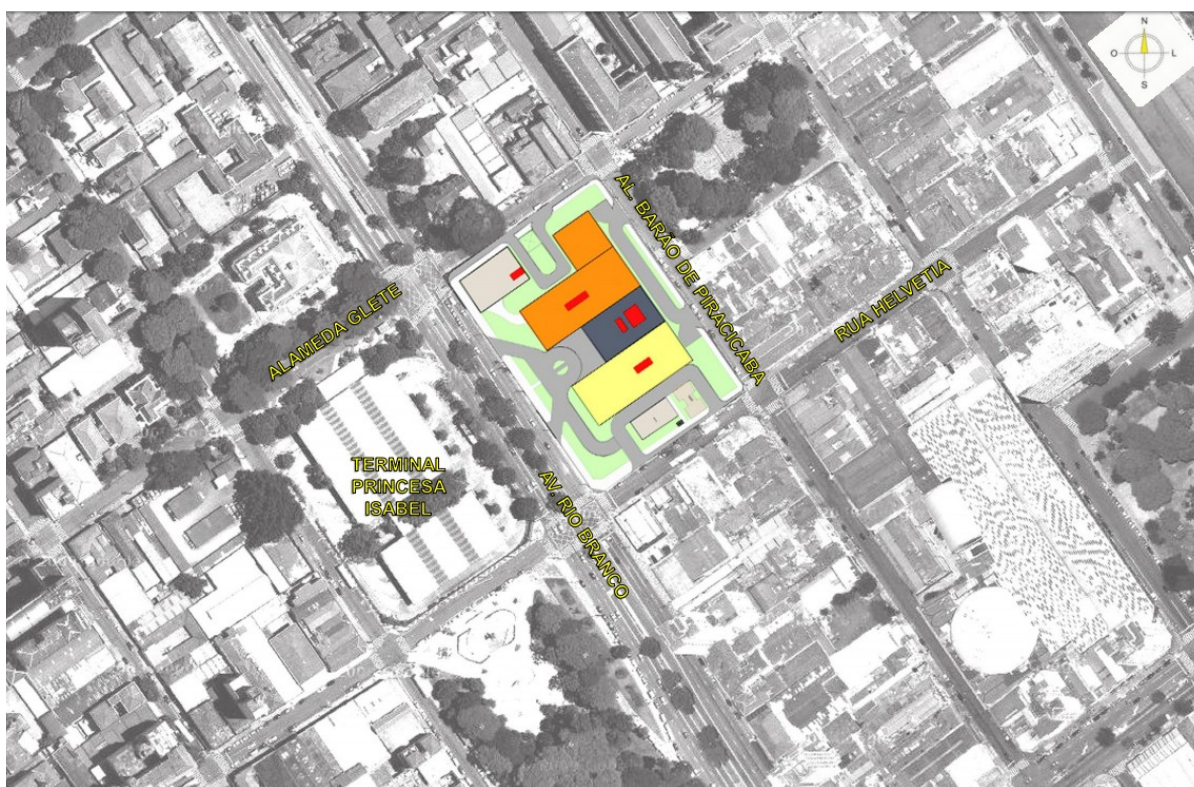 N
O
L
S
AL. BARÃO DE PIRACICABA
RUA HELVETIA
ALAMEDA GLETE
TERMINAL
PRINCESA
ISABEL
AV. RIO BRANCO